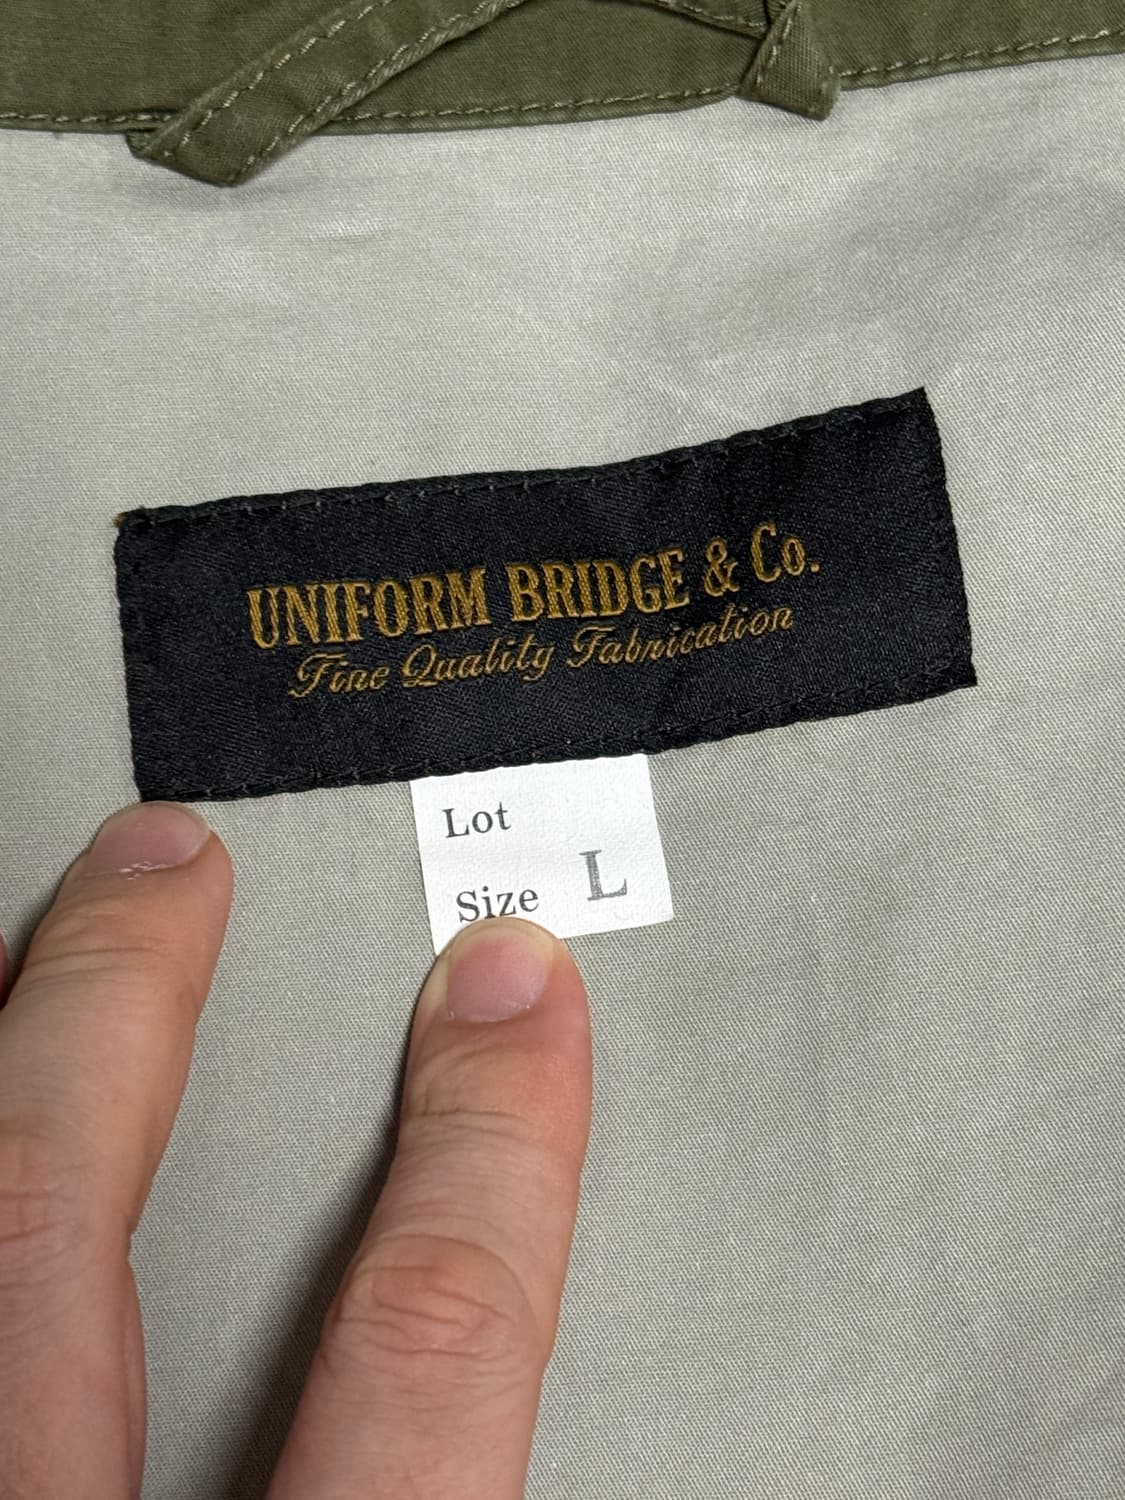 UNIFORM BRIDGE & Co.
Fine Quality Fabrication
Lot
Size L